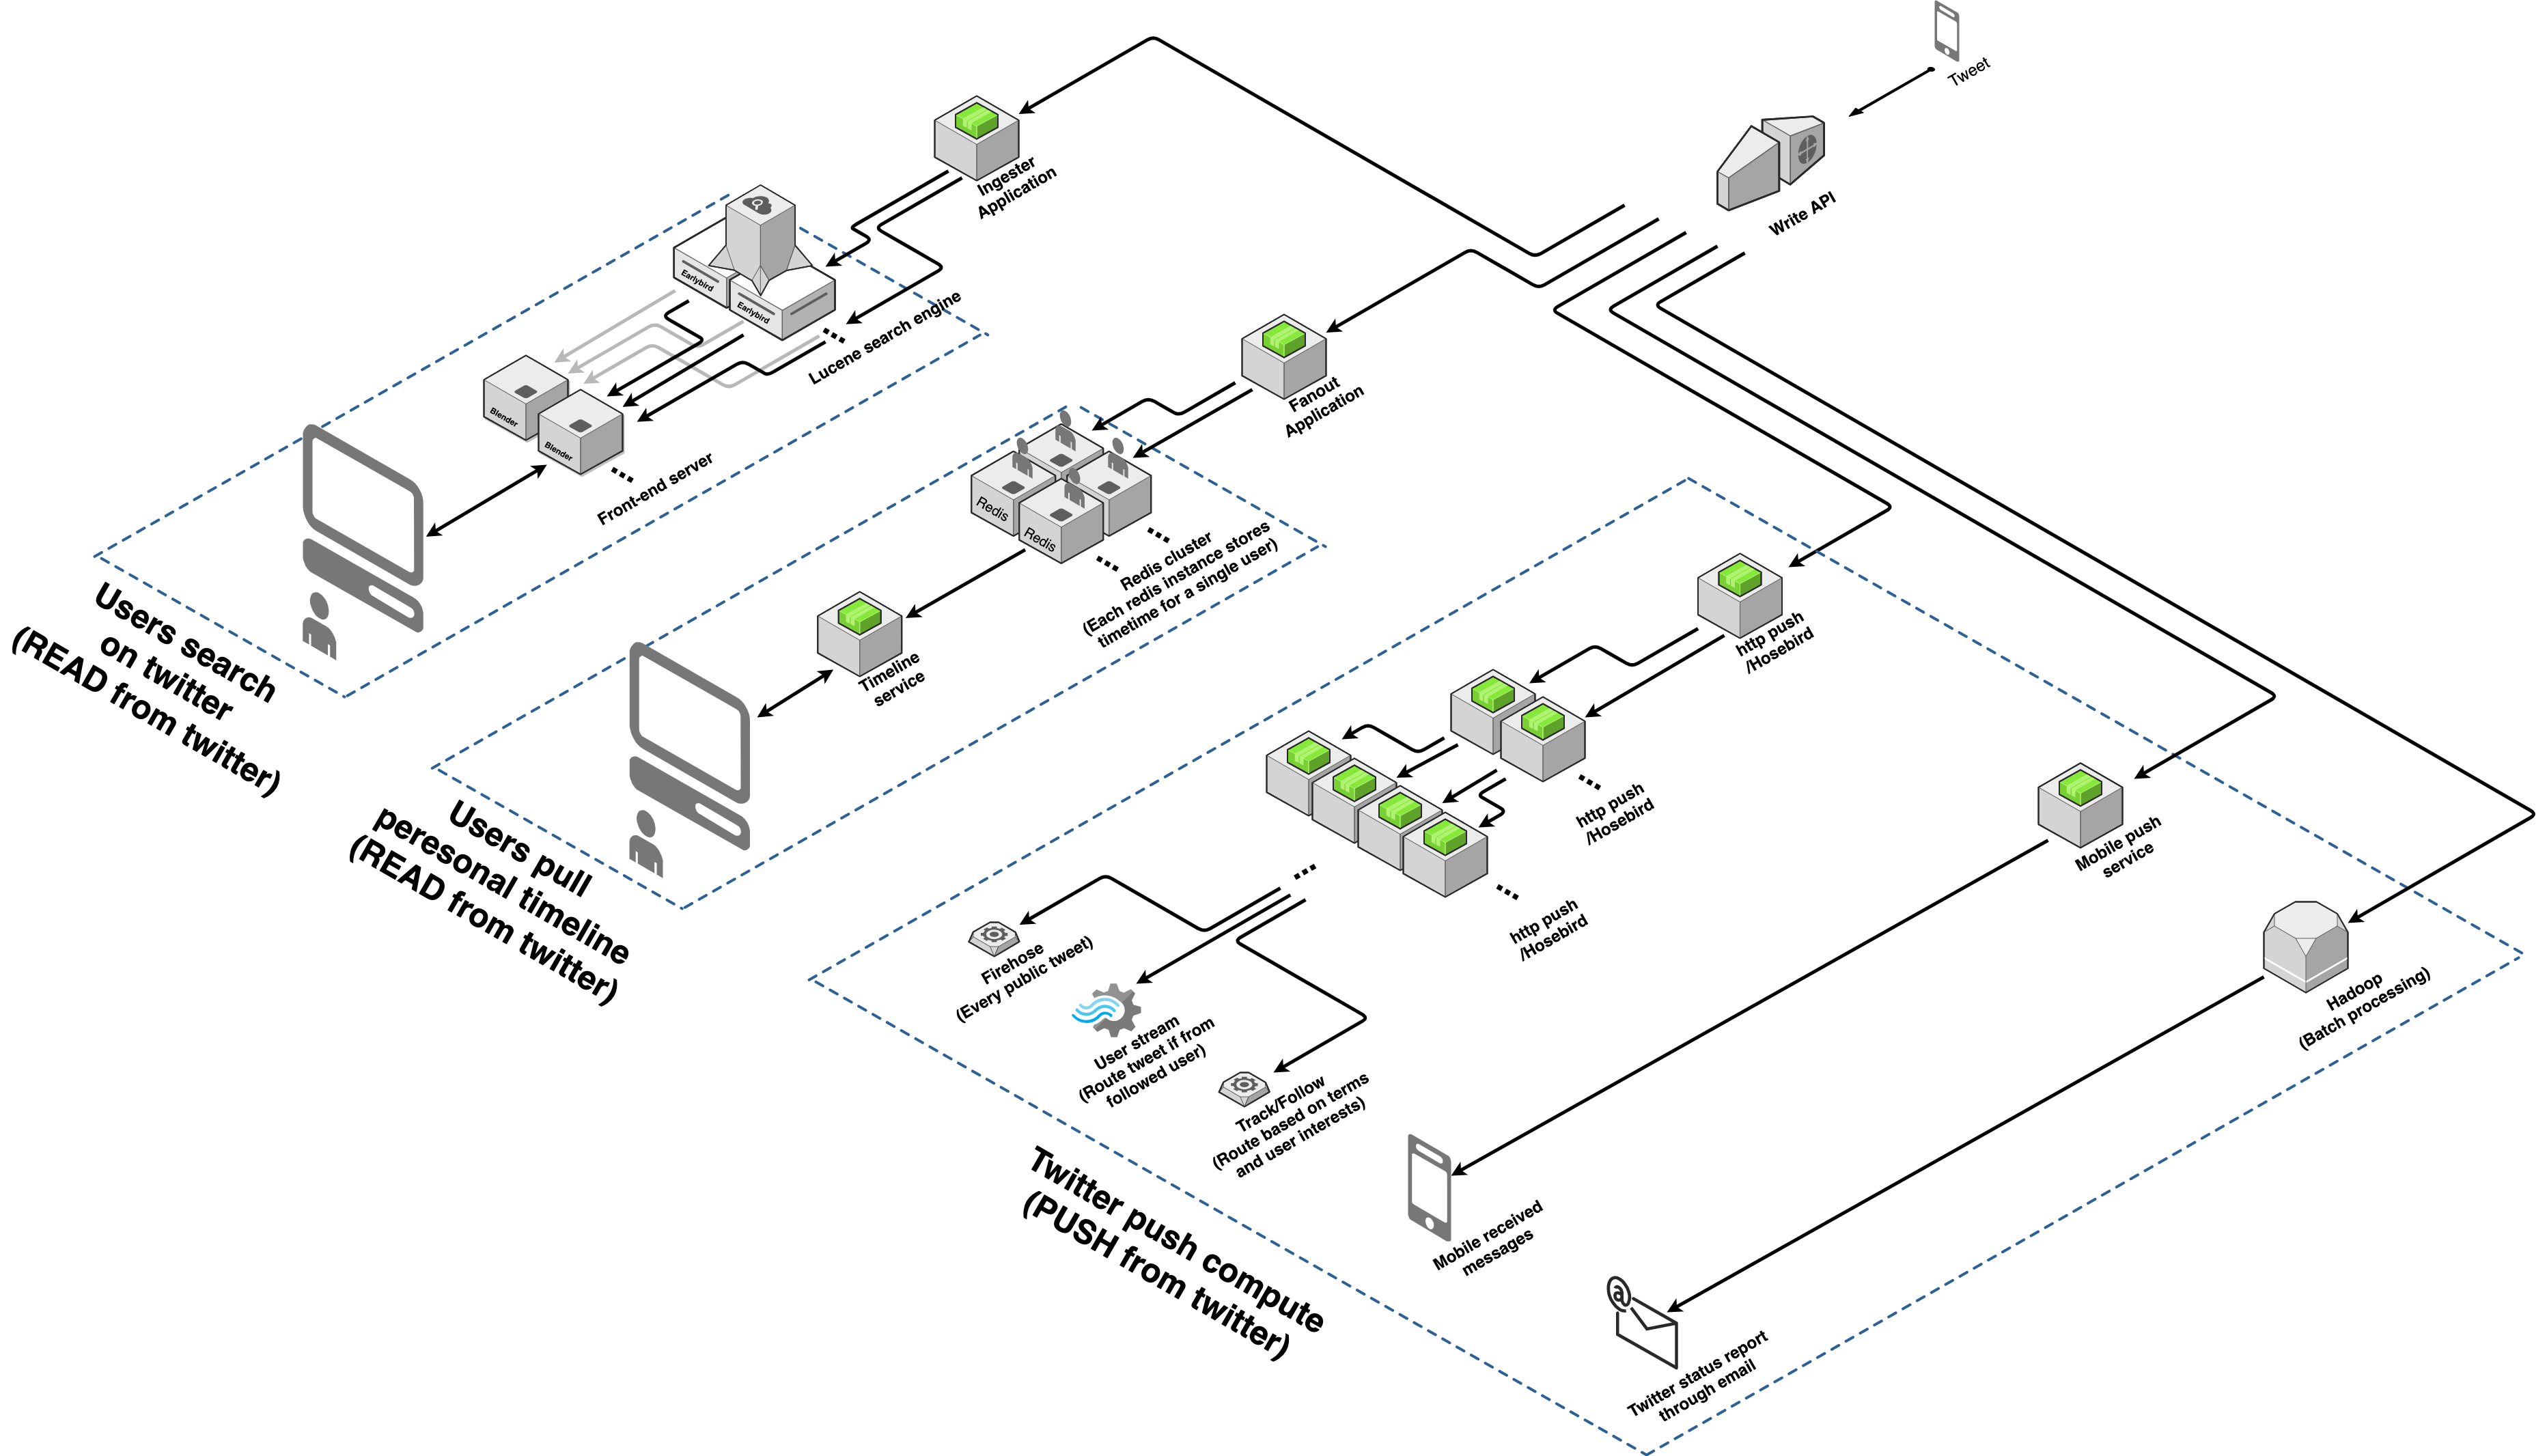 Tweet
Write API
Ingester
Application
Earlybird
Earlybird
Lucene search engine
Blender
Blender
Front-end server
Users search
on twitter
(READ from twitter)
Fanout
Application
Redis
Redis
Redis cluster
(Each redis instance stores
timetime for a single user)
Timeline
service
Users pull
peresonal timeline
(READ from twitter)
http push
/Hosebird
http push
/Hosebird
http push
/Hosebird
Firehose
(Every public tweet)
User stream
(Route tweet if from
followed user)
Track/Follow
(Route based on terms
and user interests)
Mobile push
service
Hadoop
(Batch processing)
Mobile received
messages
@
Twitter status report
through email
Twitter push compute
(PUSH from twitter)